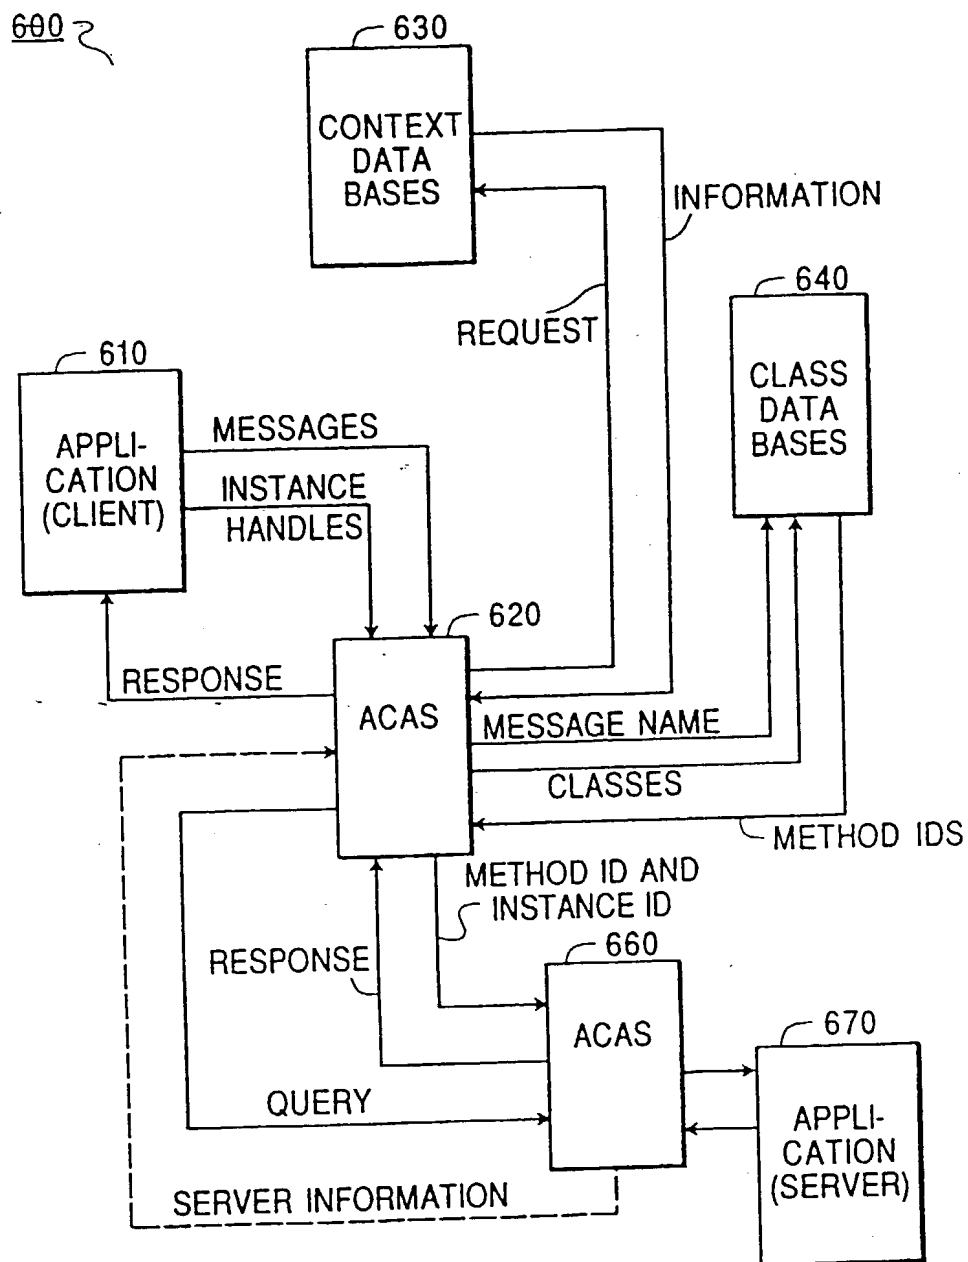 600
630
CONTEXT
DATA
BASES
INFORMATION
REQUEST
640
CLASS
DATA
BASES
610
APPLI-
CATION
(CLIENT)
MESSAGES
INSTANCE
HANDLES
620
ACAS
RESPONSE
MESSAGE NAME
CLASSES
METHOD IDS
METHOD ID AND
INSTANCE ID
RESPONSE
660
ACAS
QUERY
670
APPLI-
CATION
(SERVER)
SERVER INFORMATION